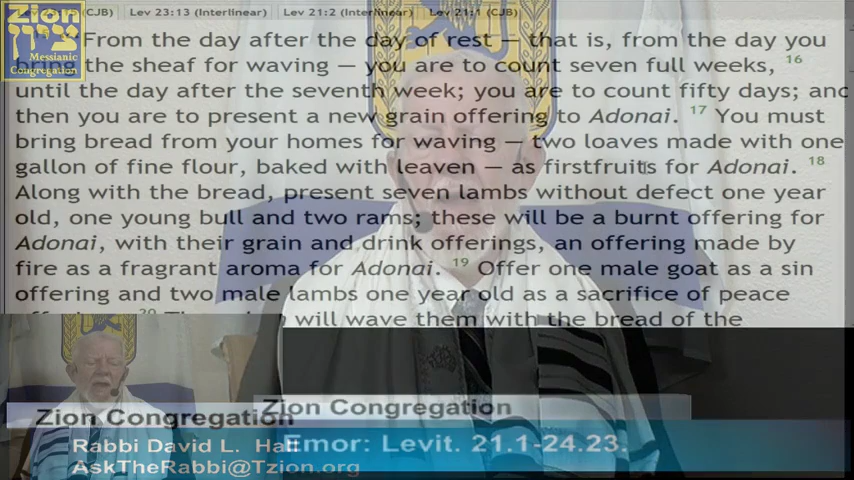 Zion
ציון
Messianic
Congregation
(CJB) Lev 23:13 (Interlinear) Lev 21:2 (Interlinear) Lev 21:1 (CJB)
From the day after the day of rest — that is, from the day you
bring the sheaf for waving — you are to count seven full weeks, 16
until the day after the seventh week; you are to count fifty days; and
then you are to present a new grain offering to Adonai. 17 You must
bring bread from your homes for waving — two loaves made with one
gallon of fine flour, baked with leaven — as firstfruits for Adonai. 18
Along with the bread, present seven lambs without defect one year
old, one young bull and two rams; these will be a burnt offering for
Adonai, with their grain and drink offerings, an offering made by
fire as a fragrant aroma for Adonai. 19 Offer one male goat as a sin
offering and two male lambs one year old as a sacrifice of peace
20 will wave them with the bread of the
Zion Congregation
Zion Congregation
Rabbi David L. Hall
Emor: Levit. 21.1-24.23.
AskTheRabbi@Tzion.org